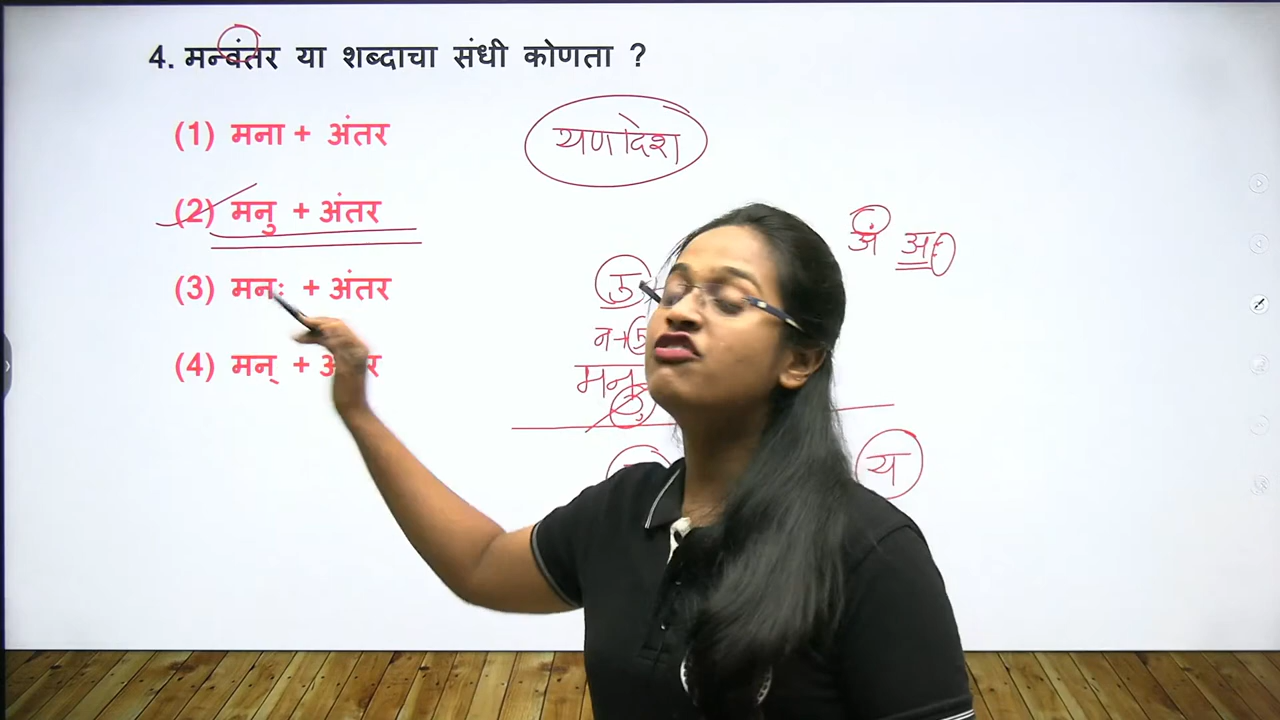 4. मन्वंतर या शब्दाचा संधी कोणता ?
(1) मना + अंतर
(2) मनु + अंतर
(3) मनः + अंतर
(4) मन् +
यणादेश
अं अः
उ
न +
मनु
य